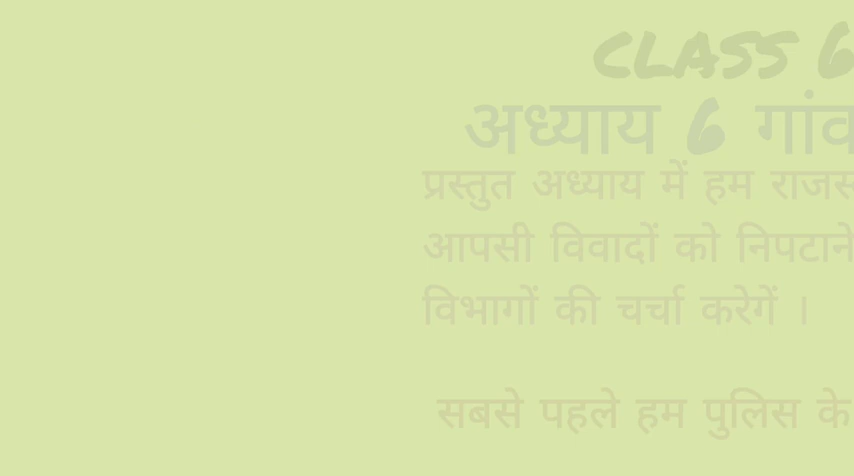 CLASS 6
अध्याय 6 गांव
प्रस्तुत अध्याय में हम राजस
आपसी विवादों को निपटाने
विभागों की चर्चा करेगें ।
सबसे पहले हम पुलिस के